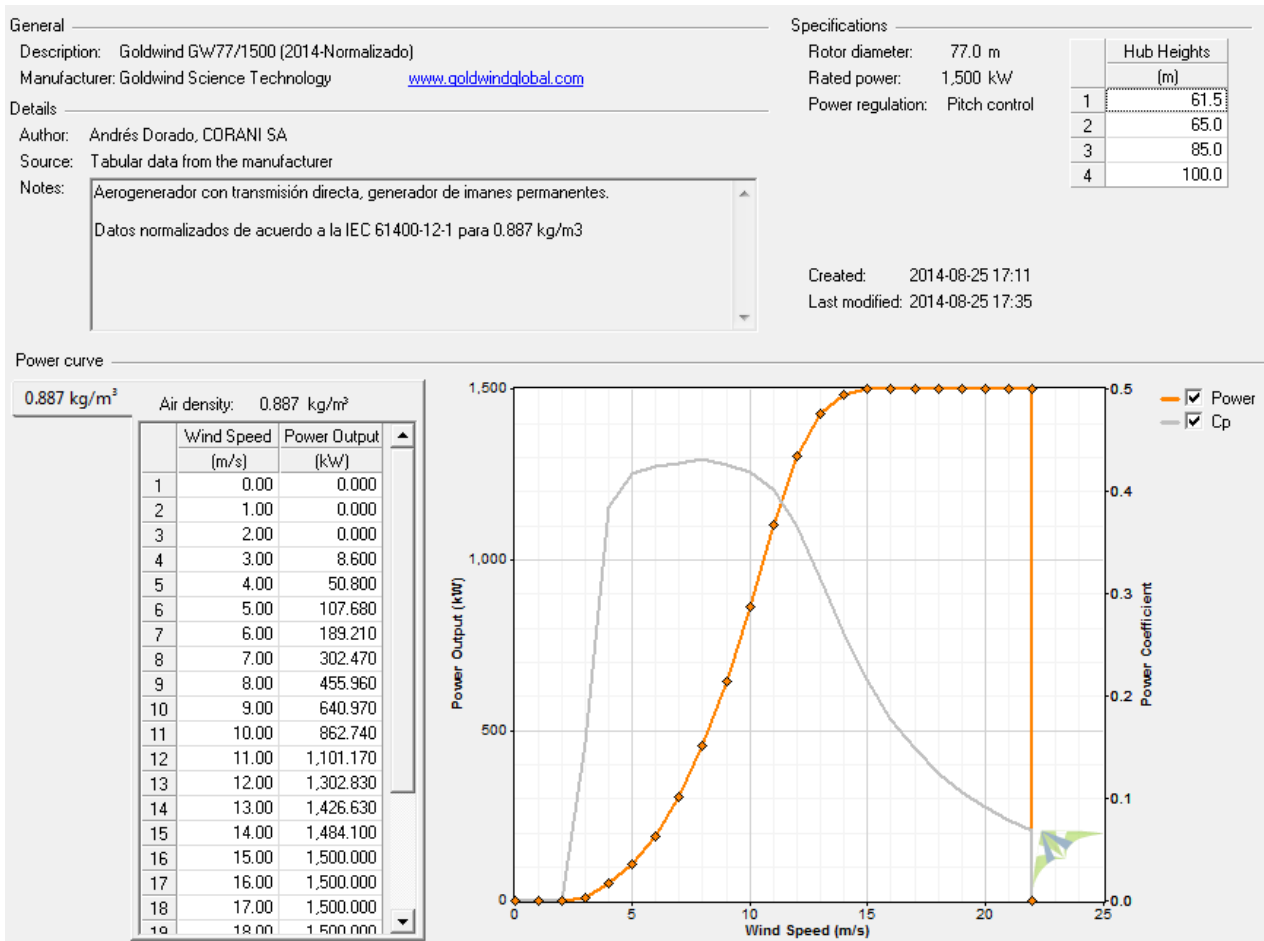 General
Description: Goldwind GW77/1500 (2014-Normalizado)
Manufacturer: Goldwind Science Technology www.goldwindglobal.com
Details
Author: Andrés Dorado, CORANI SA
Source: Tabular data from the manufacturer
Notes: Aerogenerador con transmisión directa, generador de imanes permanentes.
Datos normalizados de acuerdo a la IEC 61400-12-1 para 0.887 kg/m3
Specifications
Rotor diameter: 77.0 m
Rated power: 1,500 kW
Power regulation: Pitch control
Hub Heights
(m)
1 61.5
2 65.0
3 85.0
4 100.0
Created: 2014-08-25 17:11
Last modified: 2014-08-25 17:35
Power curve
0.887 kg/m³
Air density: 0.887 kg/m³
Wind Speed Power Output
(m/s) (kW)
1 0.00 0.000
2 1.00 0.000
3 2.00 0.000
4 3.00 8.600
5 4.00 50.800
6 5.00 107.680
7 6.00 189.210
8 7.00 302.470
9 8.00 455.960
10 9.00 640.970
11 10.00 862.740
12 11.00 1,101.170
13 12.00 1,302.830
14 13.00 1,426.630
15 14.00 1,484.100
16 15.00 1,500.000
17 16.00 1,500.000
18 17.00 1,500.000
19 18.00 1,500.000
Power Output (kW)
1,500
1,000
500
0
0 5 10 15 20 25
Wind Speed (m/s)
0.5
0.4
0.3
0.2
0.1
0.0
Power Coefficient
Power
Cp